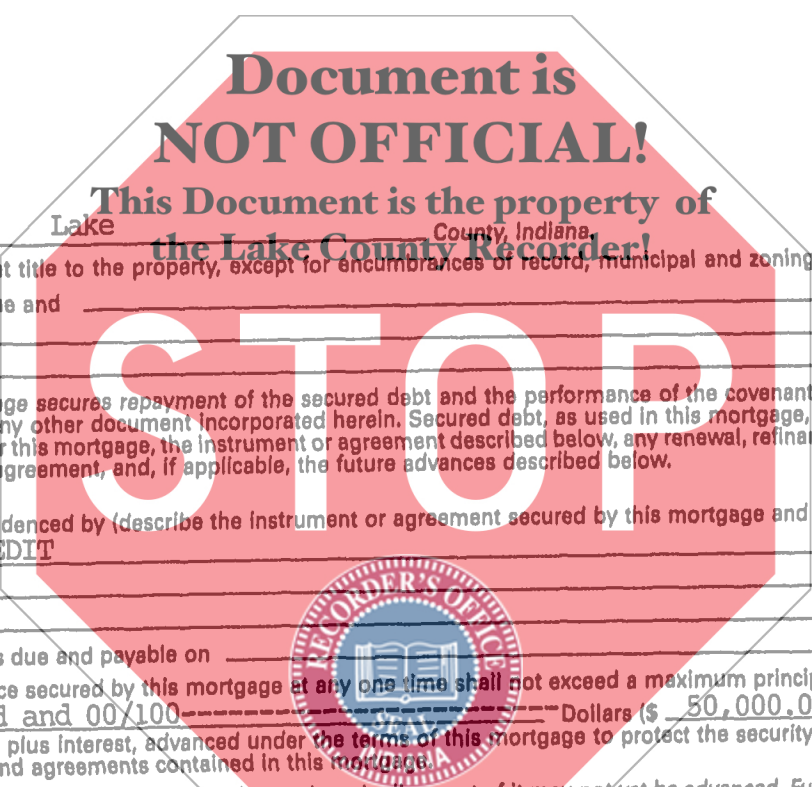 Document is
NOT OFFICIAL!
This Document is the property of
the Lake County Recorder!
STOP
RECORDER'S OFFICE
SEAL
Lake County, Indiana,
t title to the property, except for encumbrances of record, municipal and zoning
e and
ge secures repayment of the secured debt and the performance of the covenant
ny other document incorporated herein. Secured debt, as used in this mortgage,
r this mortgage, the instrument or agreement described below, any renewal, refinan
greement, and, if applicable, the future advances described below.
denced by (describe the instrument or agreement secured by this mortgage and
EDIT
s due and payable on
ce secured by this mortgage at any one time shall not exceed a maximum princip
d and 00/100 Dollars ($ 50,000.0
plus interest, advanced under the terms of this mortgage to protect the security
nd agreements contained in this mortgage.